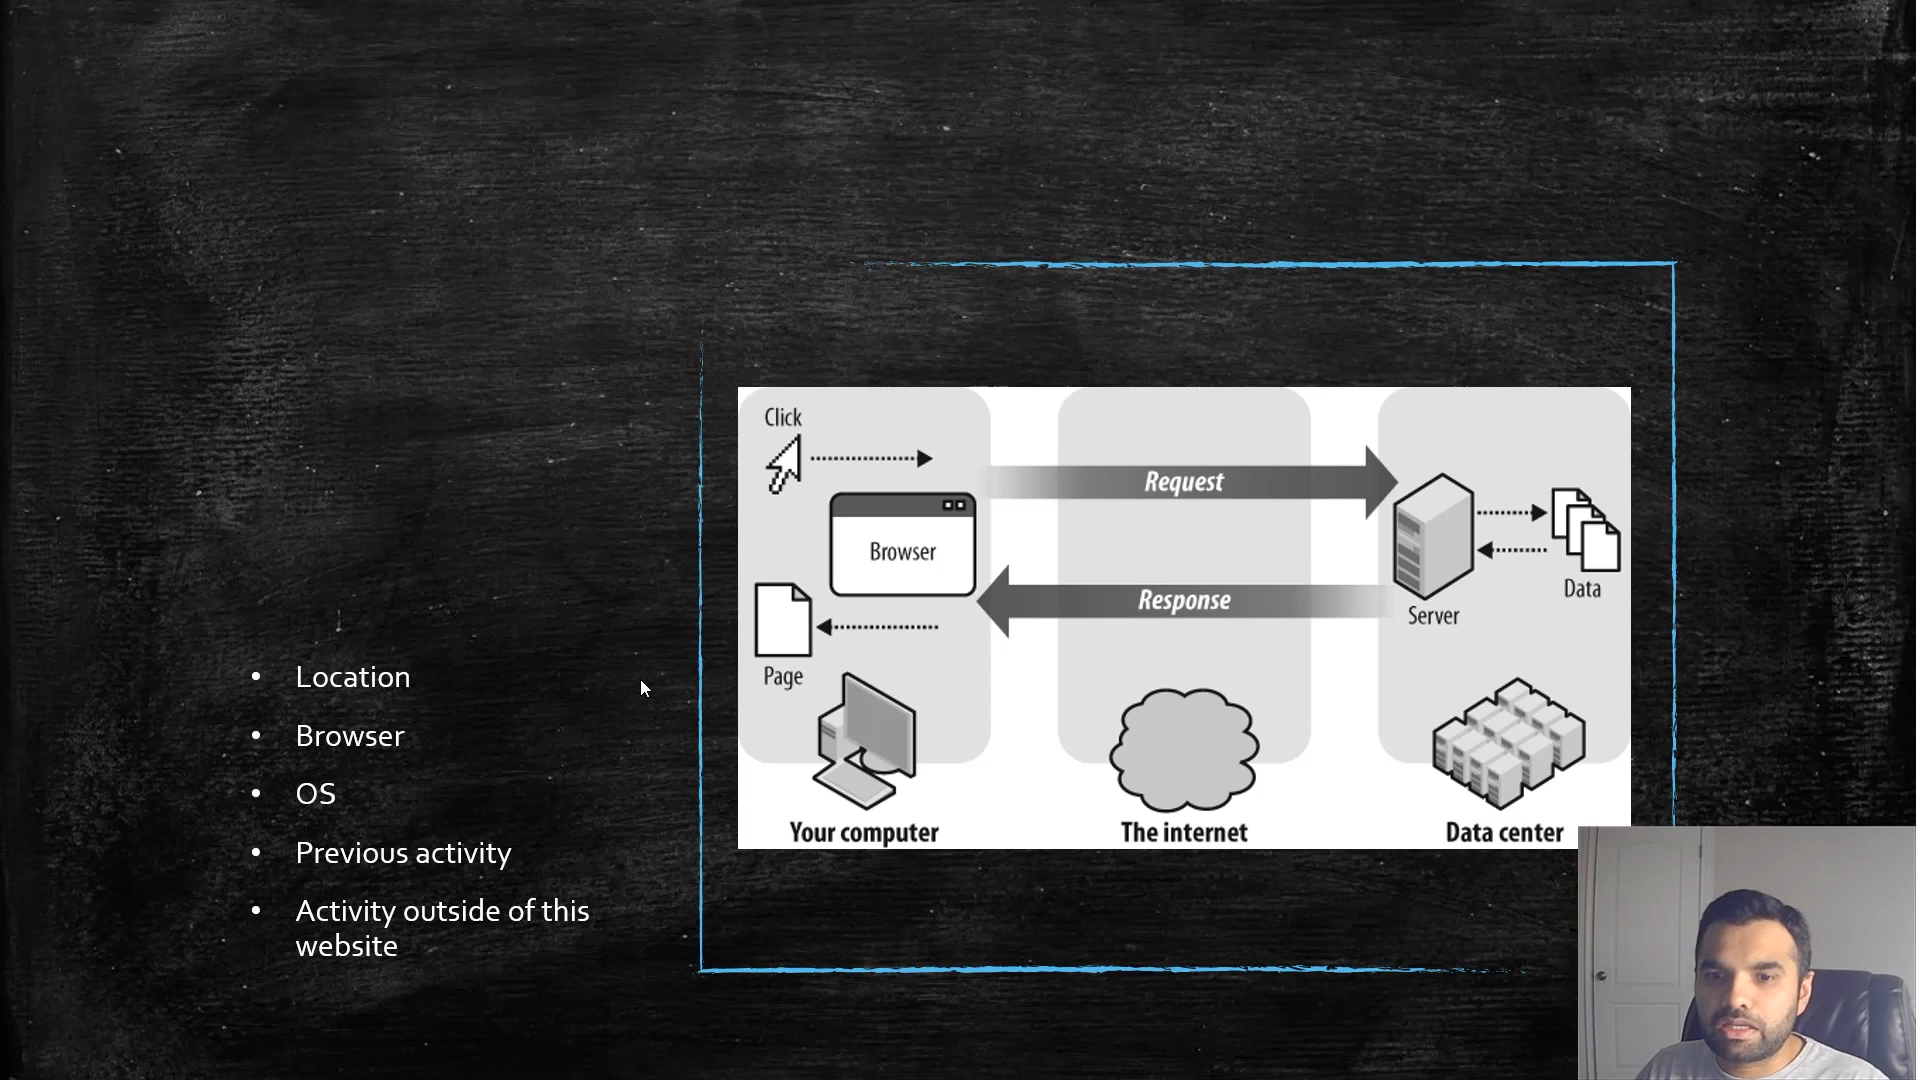 • Location
• Browser
• OS
• Previous activity
• Activity outside of this
website
Click
Request
Browser
Response
Page
Server
Data
Your computer
The internet
Data center